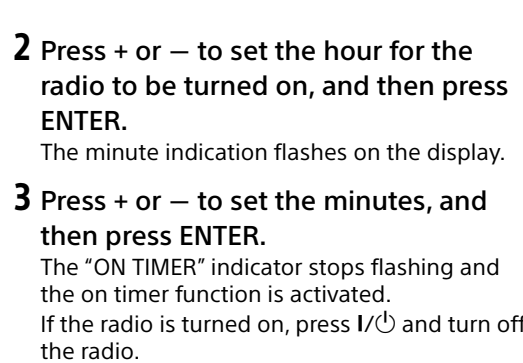 2 Press + or − to set the hour for the
radio to be turned on, and then press
ENTER.
The minute indication flashes on the display.
3 Press + or − to set the minutes, and
then press ENTER.
The “ON TIMER” indicator stops flashing and
the on timer function is activated.
If the radio is turned on, press I/⏻ and turn off
the radio.